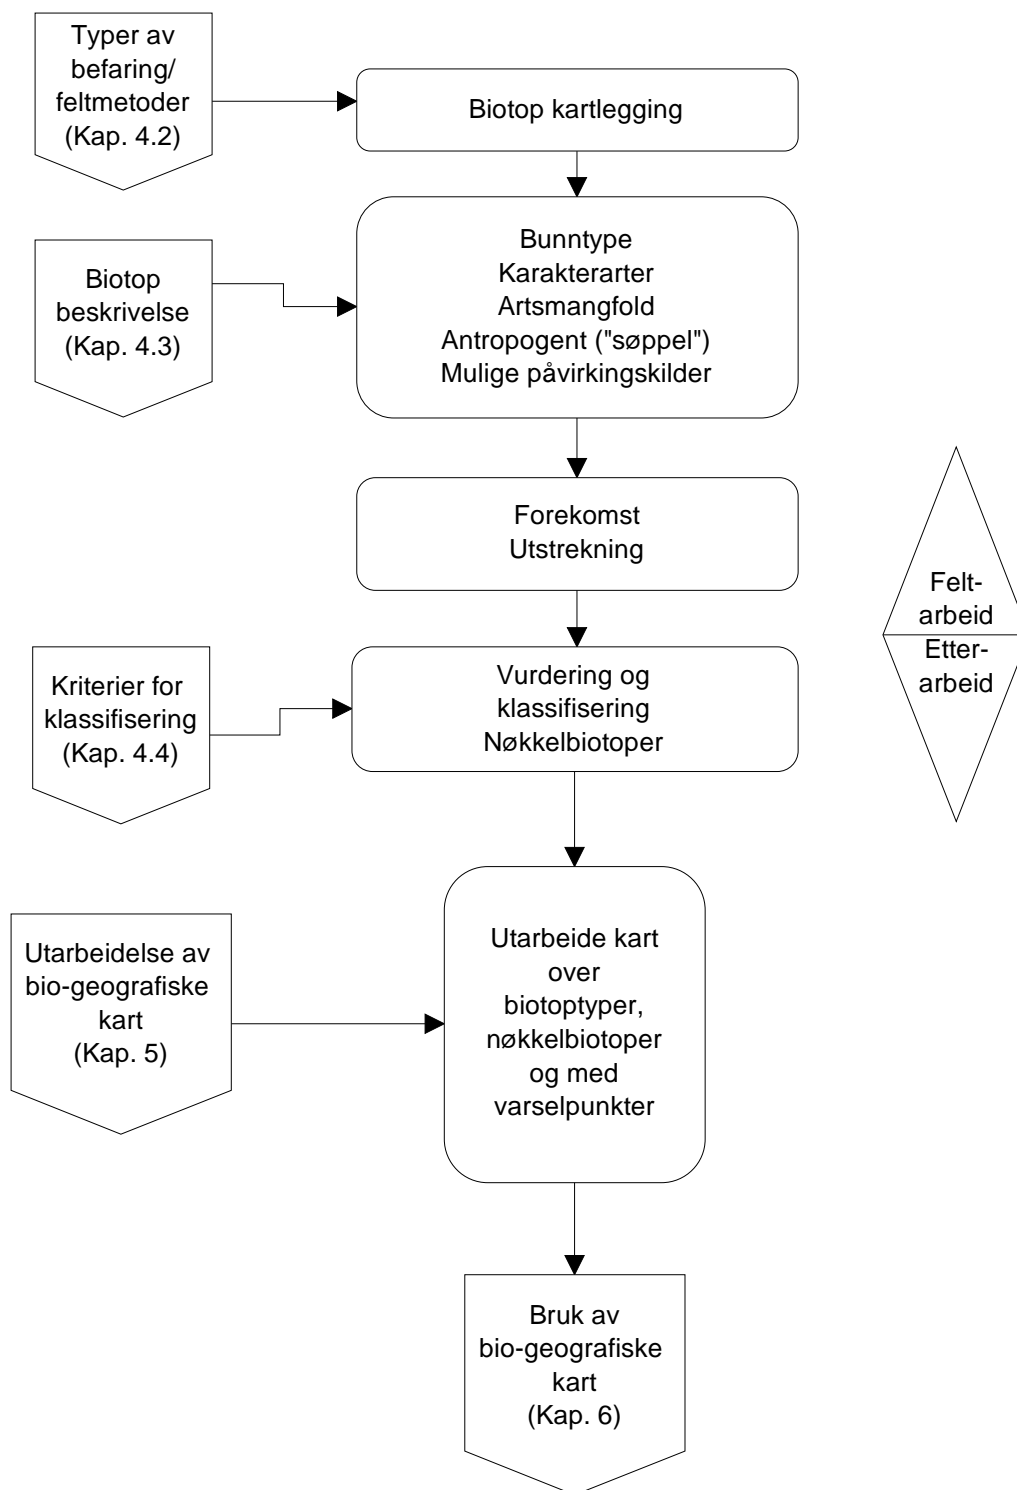 Typer av
befaring/
feltmetoder
(Kap. 4.2)
Biotop kartlegging
Biotop
beskrivelse
(Kap. 4.3)
Bunntype
Karakterarter
Artsmangfold
Antropogent ("søppel")
Mulige påvirkingskilder
Forekomst
Utstrekning
Felt-
arbeid
Etter-
arbeid
Kriterier for
klassifisering
(Kap. 4.4)
Vurdering og
klassifisering
Nøkkelbiotoper
Utarbeidelse av
bio-geografiske
kart
(Kap. 5)
Utarbeide kart
over
biotoptyper,
nøkkelbiotoper
og med
varselpunkter
Bruk av
bio-geografiske
kart
(Kap. 6)